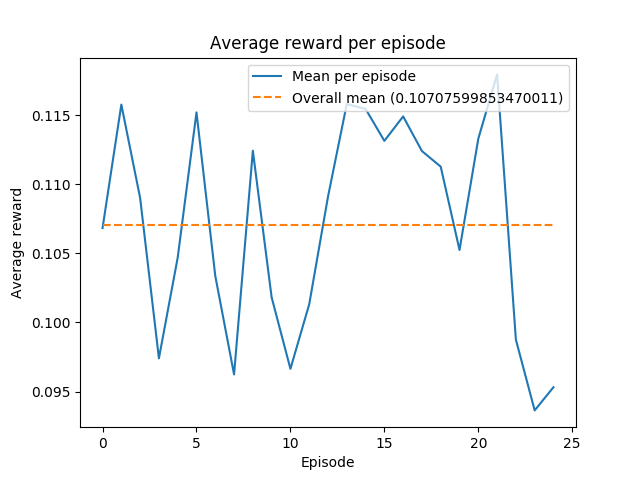 Average reward per episode
Mean per episode
Overall mean (0.10707599853470011)
0.115
0.110
0.105
0.100
0.095
Average reward
0 5 10 15 20 25
Episode